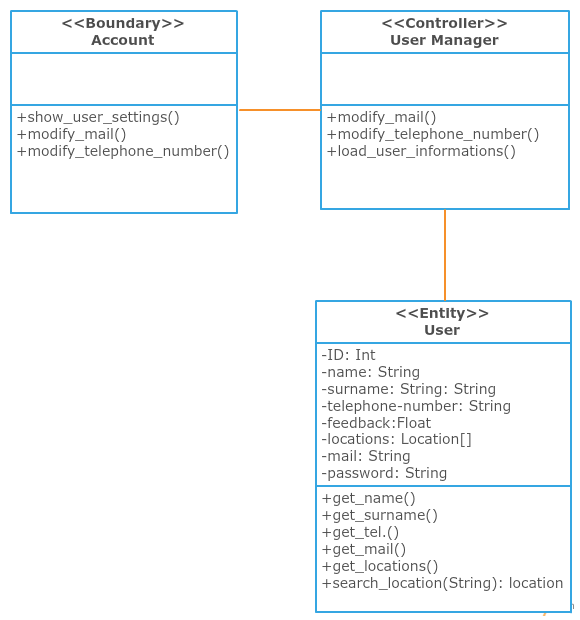 <<Boundary>>
Account
+show_user_settings()
+modify_mail()
+modify_telephone_number()
<<Controller>>
User Manager
+modify_mail()
+modify_telephone_number()
+load_user_informations()
<<Entity>>
User
-ID: Int
-name: String
-surname: String: String
-telephone-number: String
-feedback:Float
-locations: Location[]
-mail: String
-password: String
+get_name()
+get_surname()
+get_tel.()
+get_mail()
+get_locations()
+search_location(String): location